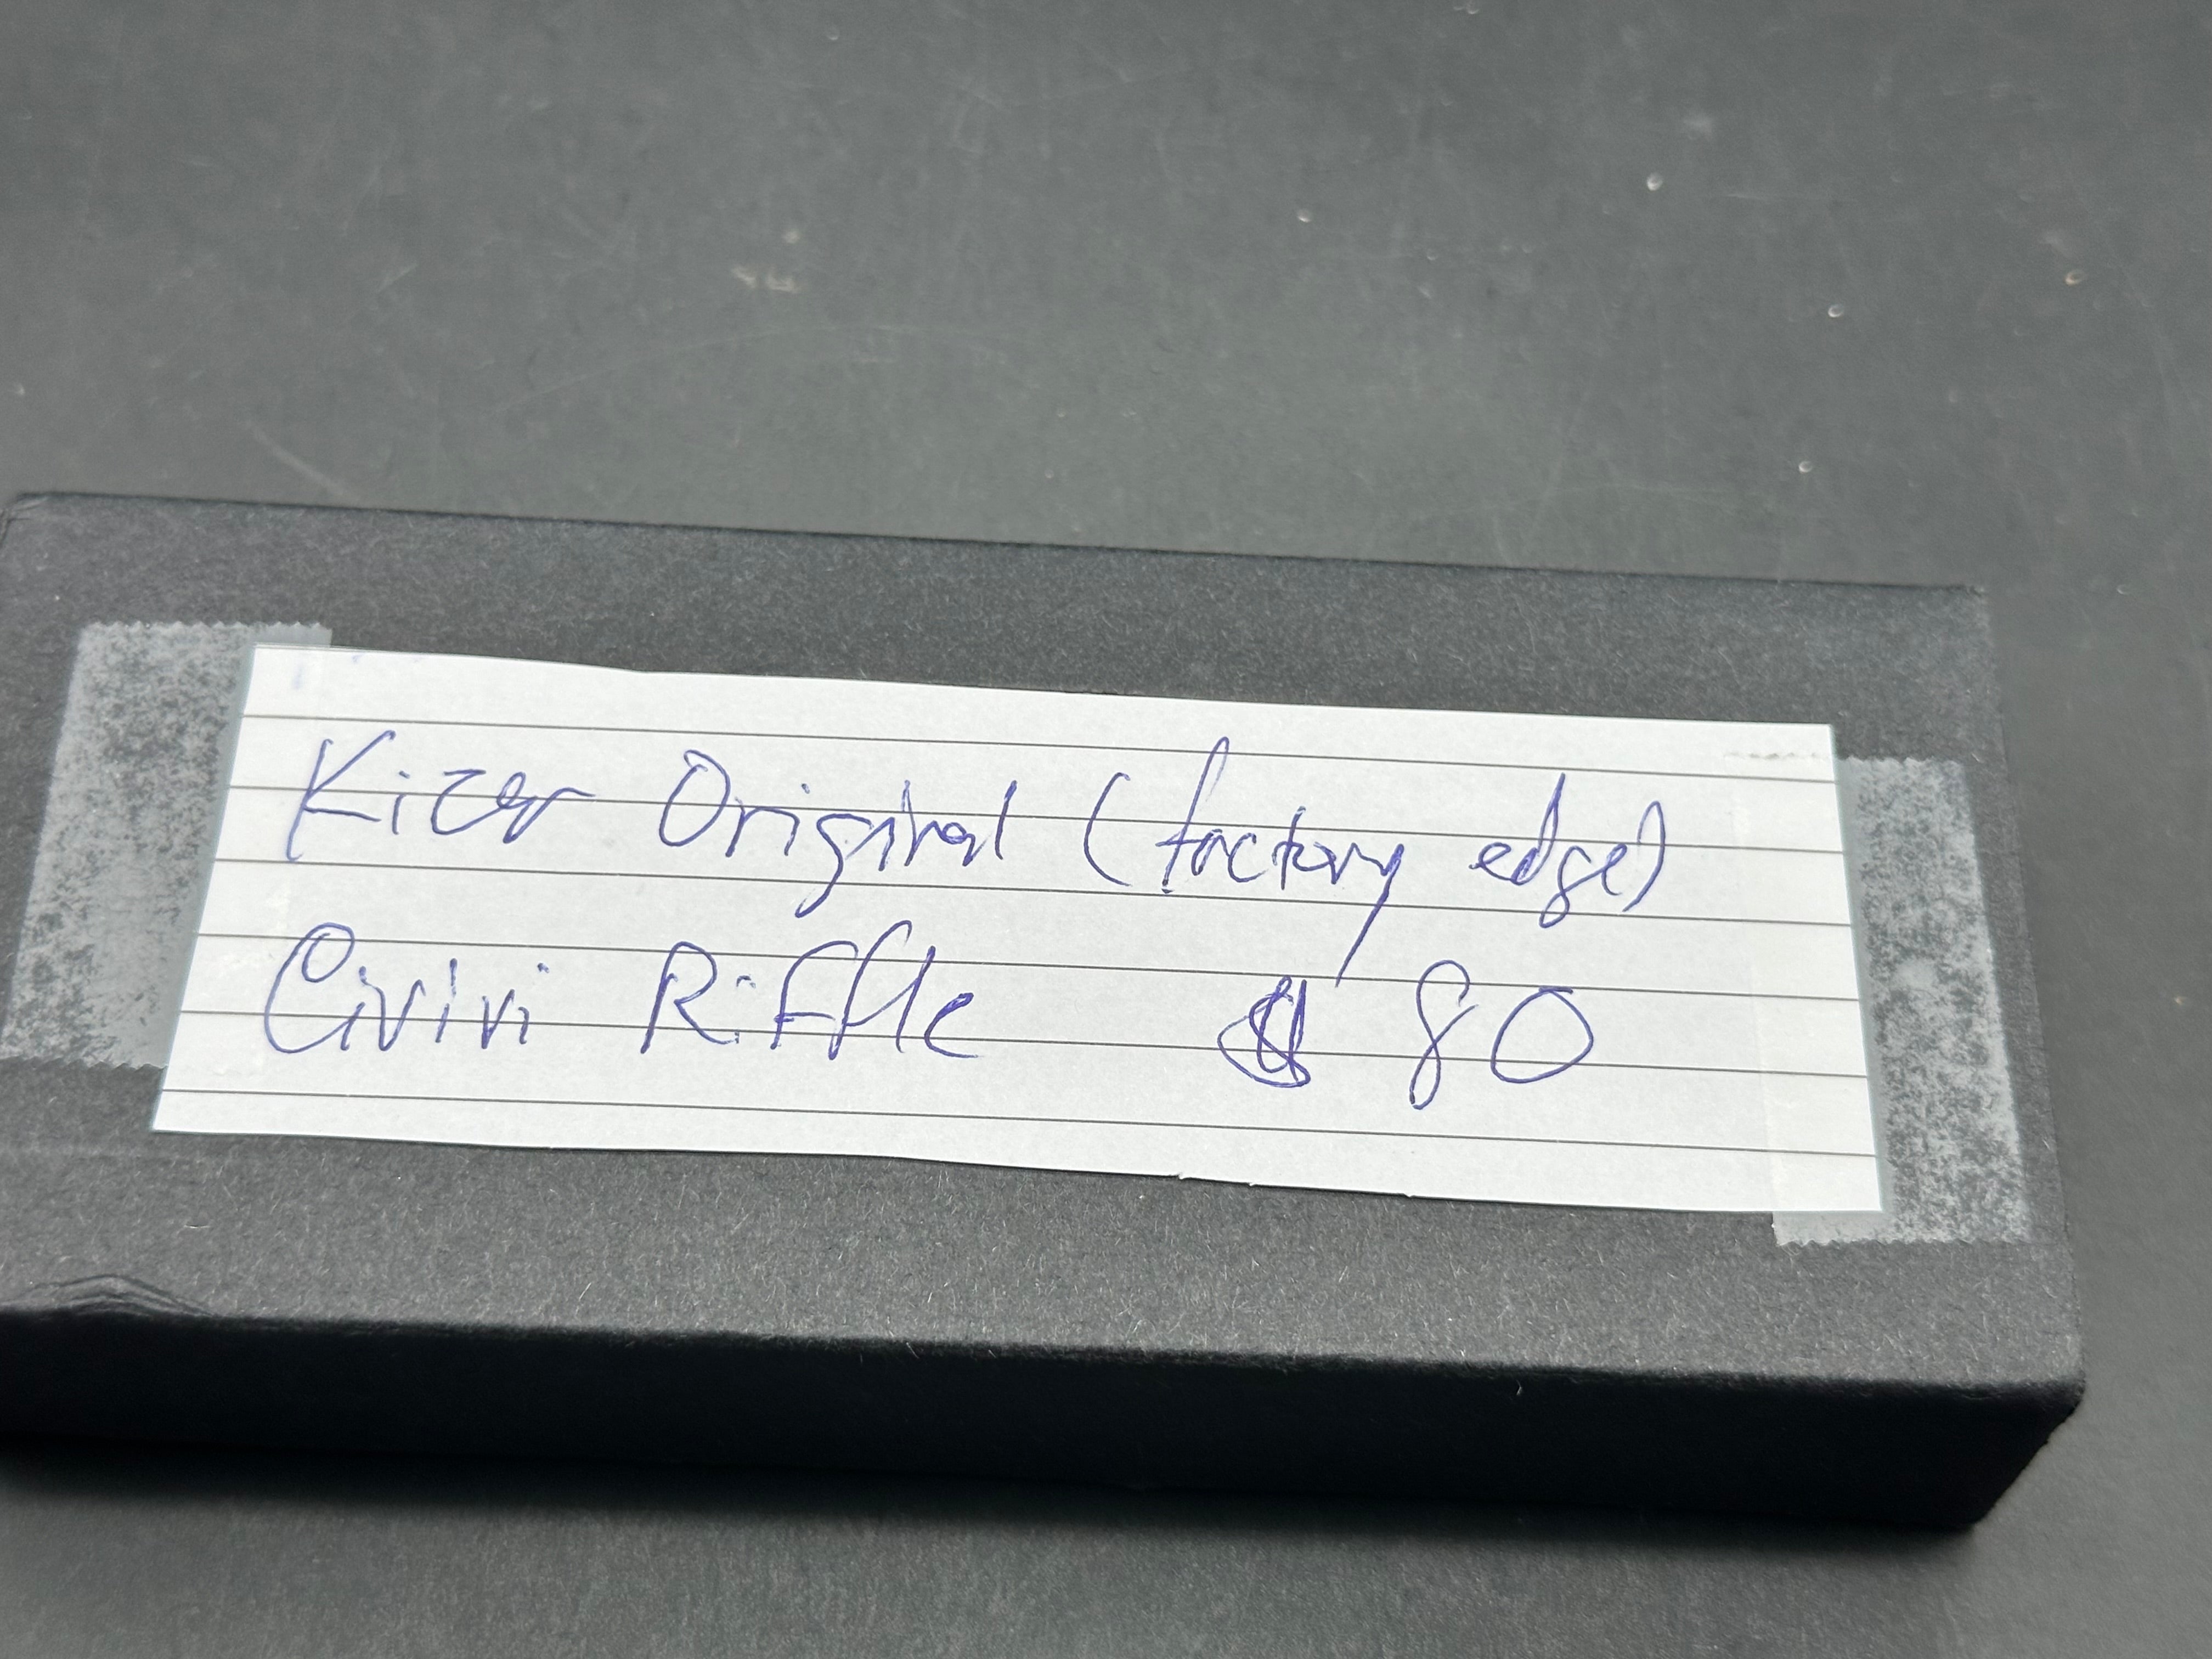 Kizer Original (factory edge)
Civivi Riffle $ 80